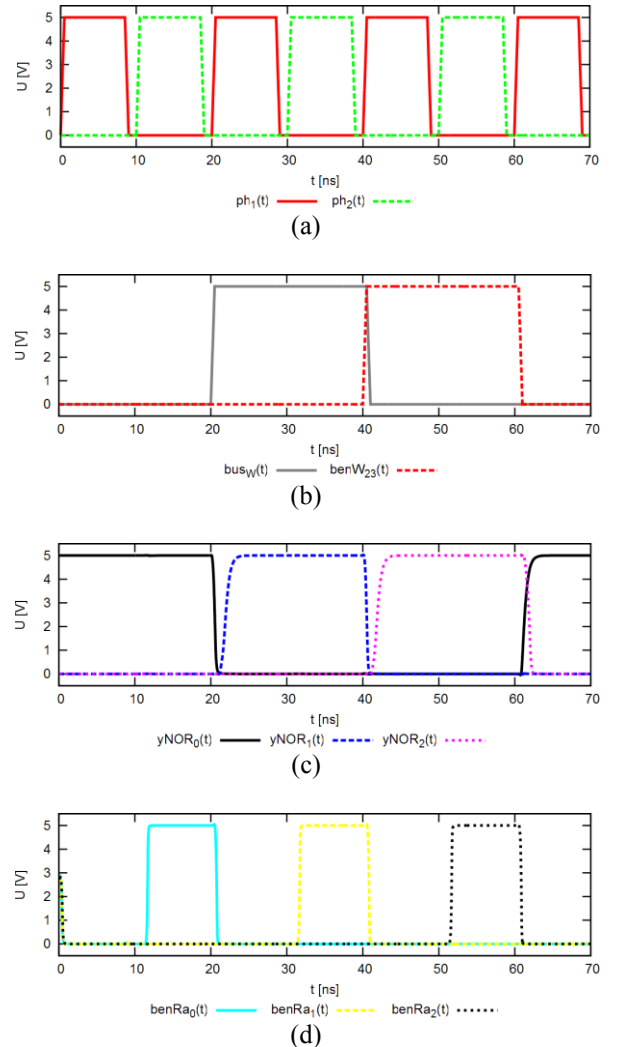 5
4
3
2
1
0
U [V]
0 10 20 30 40 50 60 70
t [ns]
ph₁(t) ph₂(t)
(a)
5
4
3
2
1
0
U [V]
0 10 20 30 40 50 60 70
t [ns]
bus_W(t) benW₂₃(t)
(b)
5
4
3
2
1
0
U [V]
0 10 20 30 40 50 60 70
t [ns]
yNOR₀(t) yNOR₁(t) yNOR₂(t)
(c)
5
4
3
2
1
0
U [V]
0 10 20 30 40 50 60 70
t [ns]
benRa₀(t) benRa₁(t) benRa₂(t)
(d)